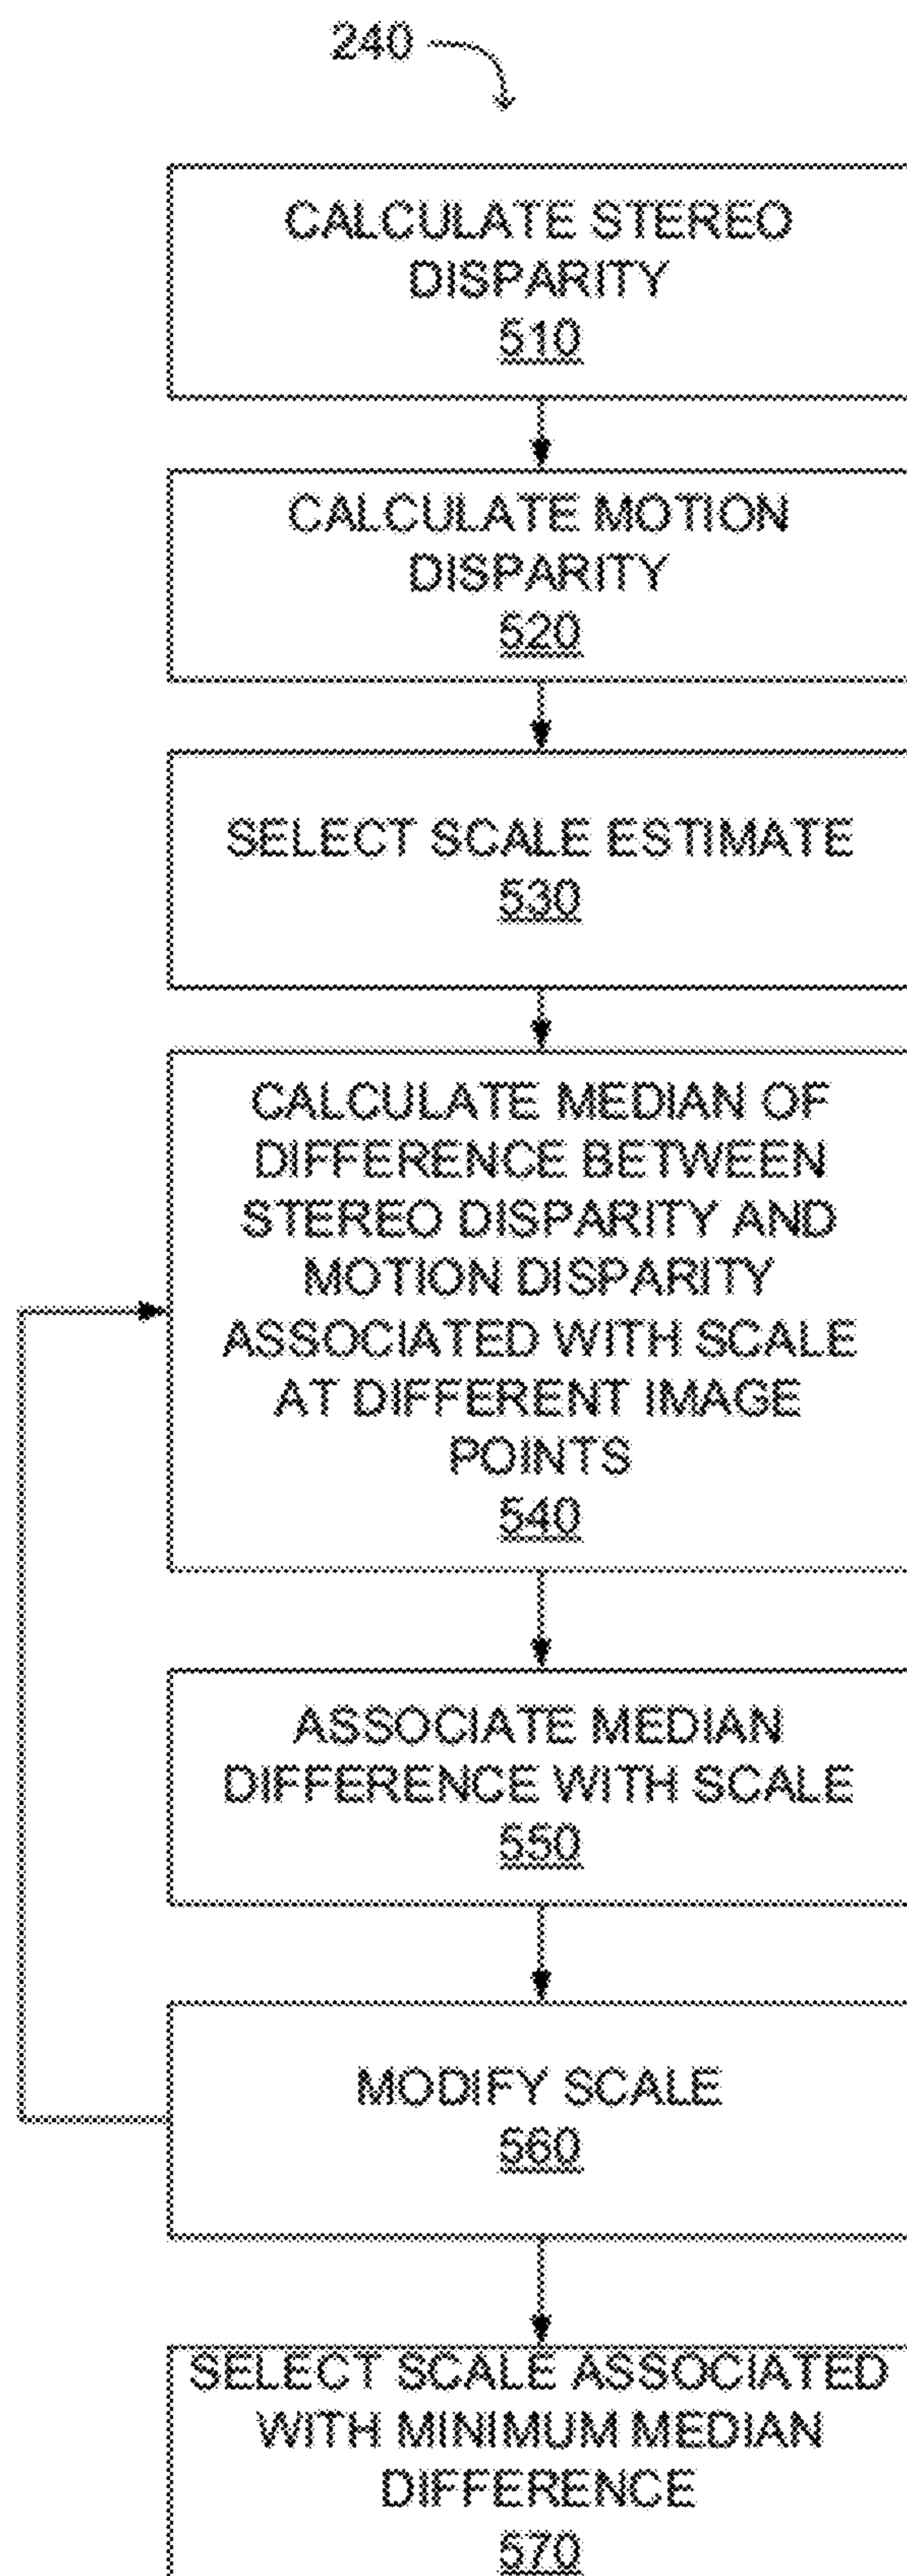 240
CALCULATE STEREO
DISPARITY
510
CALCULATE MOTION
DISPARITY
520
SELECT SCALE ESTIMATE
530
CALCULATE MEDIAN OF
DIFFERENCE BETWEEN
STEREO DISPARITY AND
MOTION DISPARITY
ASSOCIATED WITH SCALE
AT DIFFERENT IMAGE
POINTS
540
ASSOCIATE MEDIAN
DIFFERENCE WITH SCALE
550
MODIFY SCALE
560
SELECT SCALE ASSOCIATED
WITH MINIMUM MEDIAN
DIFFERENCE
570